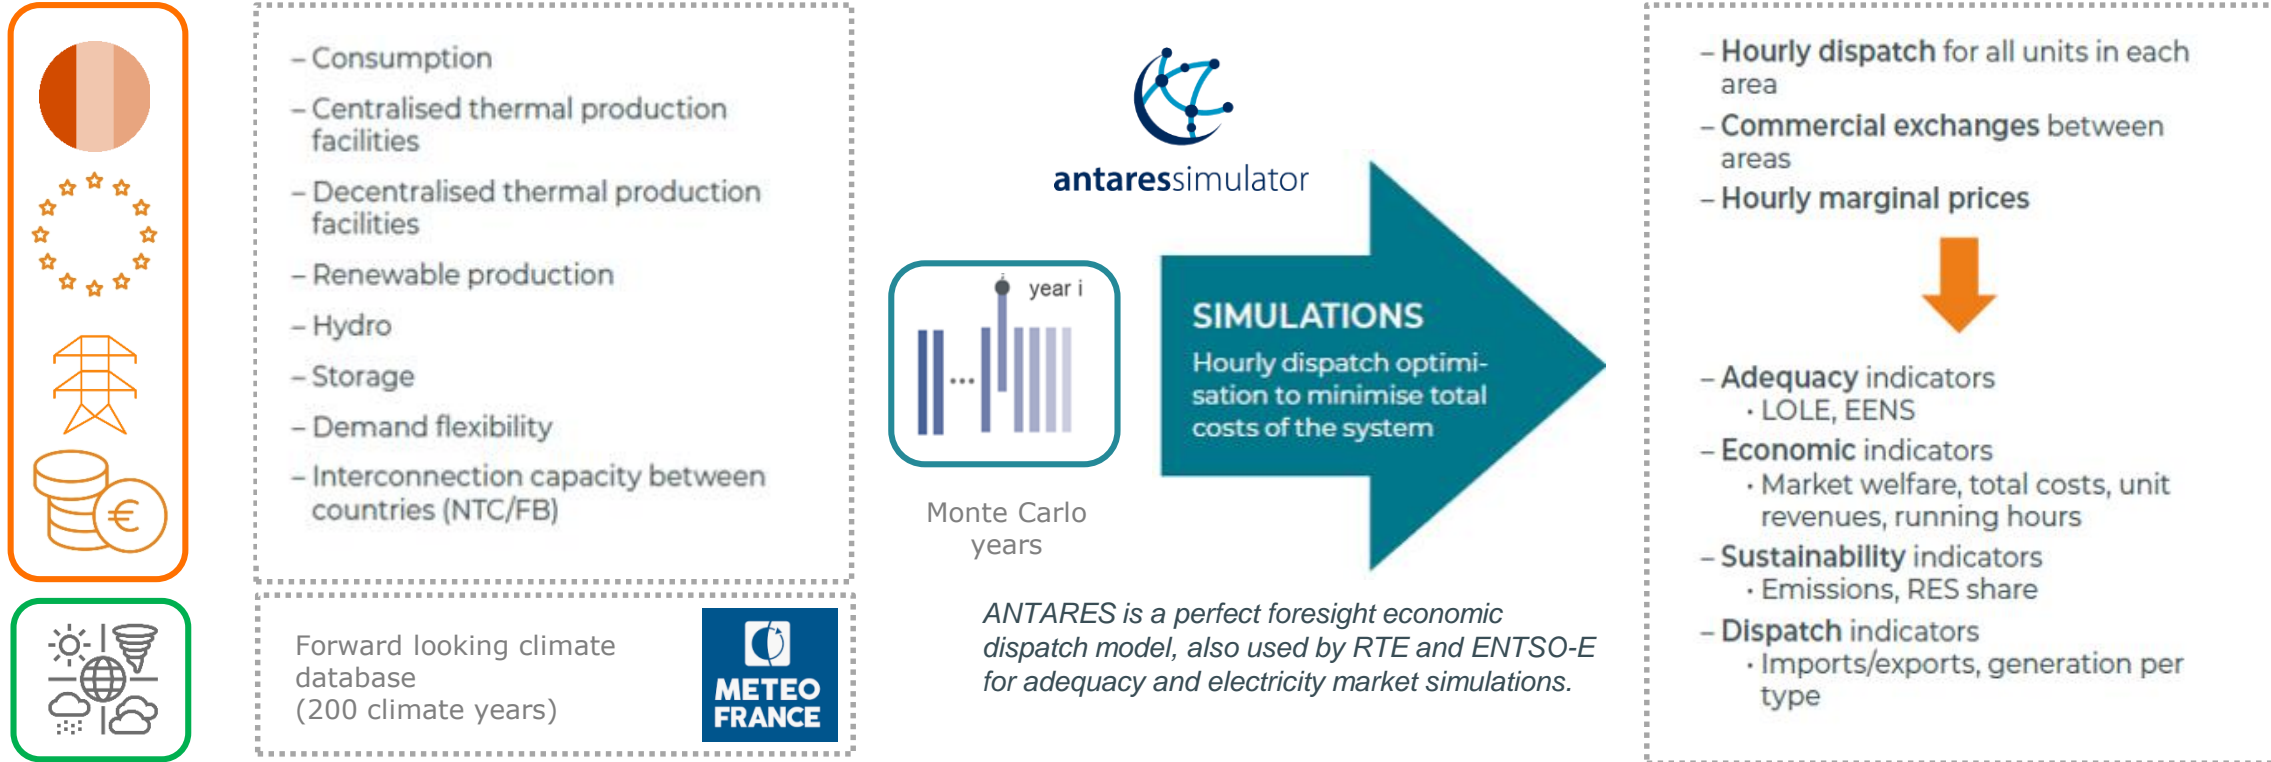 – Consumption
– Centralised thermal production
facilities
– Decentralised thermal production
facilities
– Renewable production
– Hydro
– Storage
– Demand flexibility
– Interconnection capacity between
countries (NTC/FB)
Forward looking climate
database
(200 climate years)
METEO
FRANCE
antaressimulator
year i
...
Monte Carlo
years
SIMULATIONS
Hourly dispatch optimi-
sation to minimise total
costs of the system
ANTARES is a perfect foresight economic
dispatch model, also used by RTE and ENTSO-E
for adequacy and electricity market simulations.
– Hourly dispatch for all units in each
area
– Commercial exchanges between
areas
– Hourly marginal prices
– Adequacy indicators
· LOLE, EENS
– Economic indicators
· Market welfare, total costs, unit
revenues, running hours
– Sustainability indicators
· Emissions, RES share
– Dispatch indicators
· Imports/exports, generation per
type
€